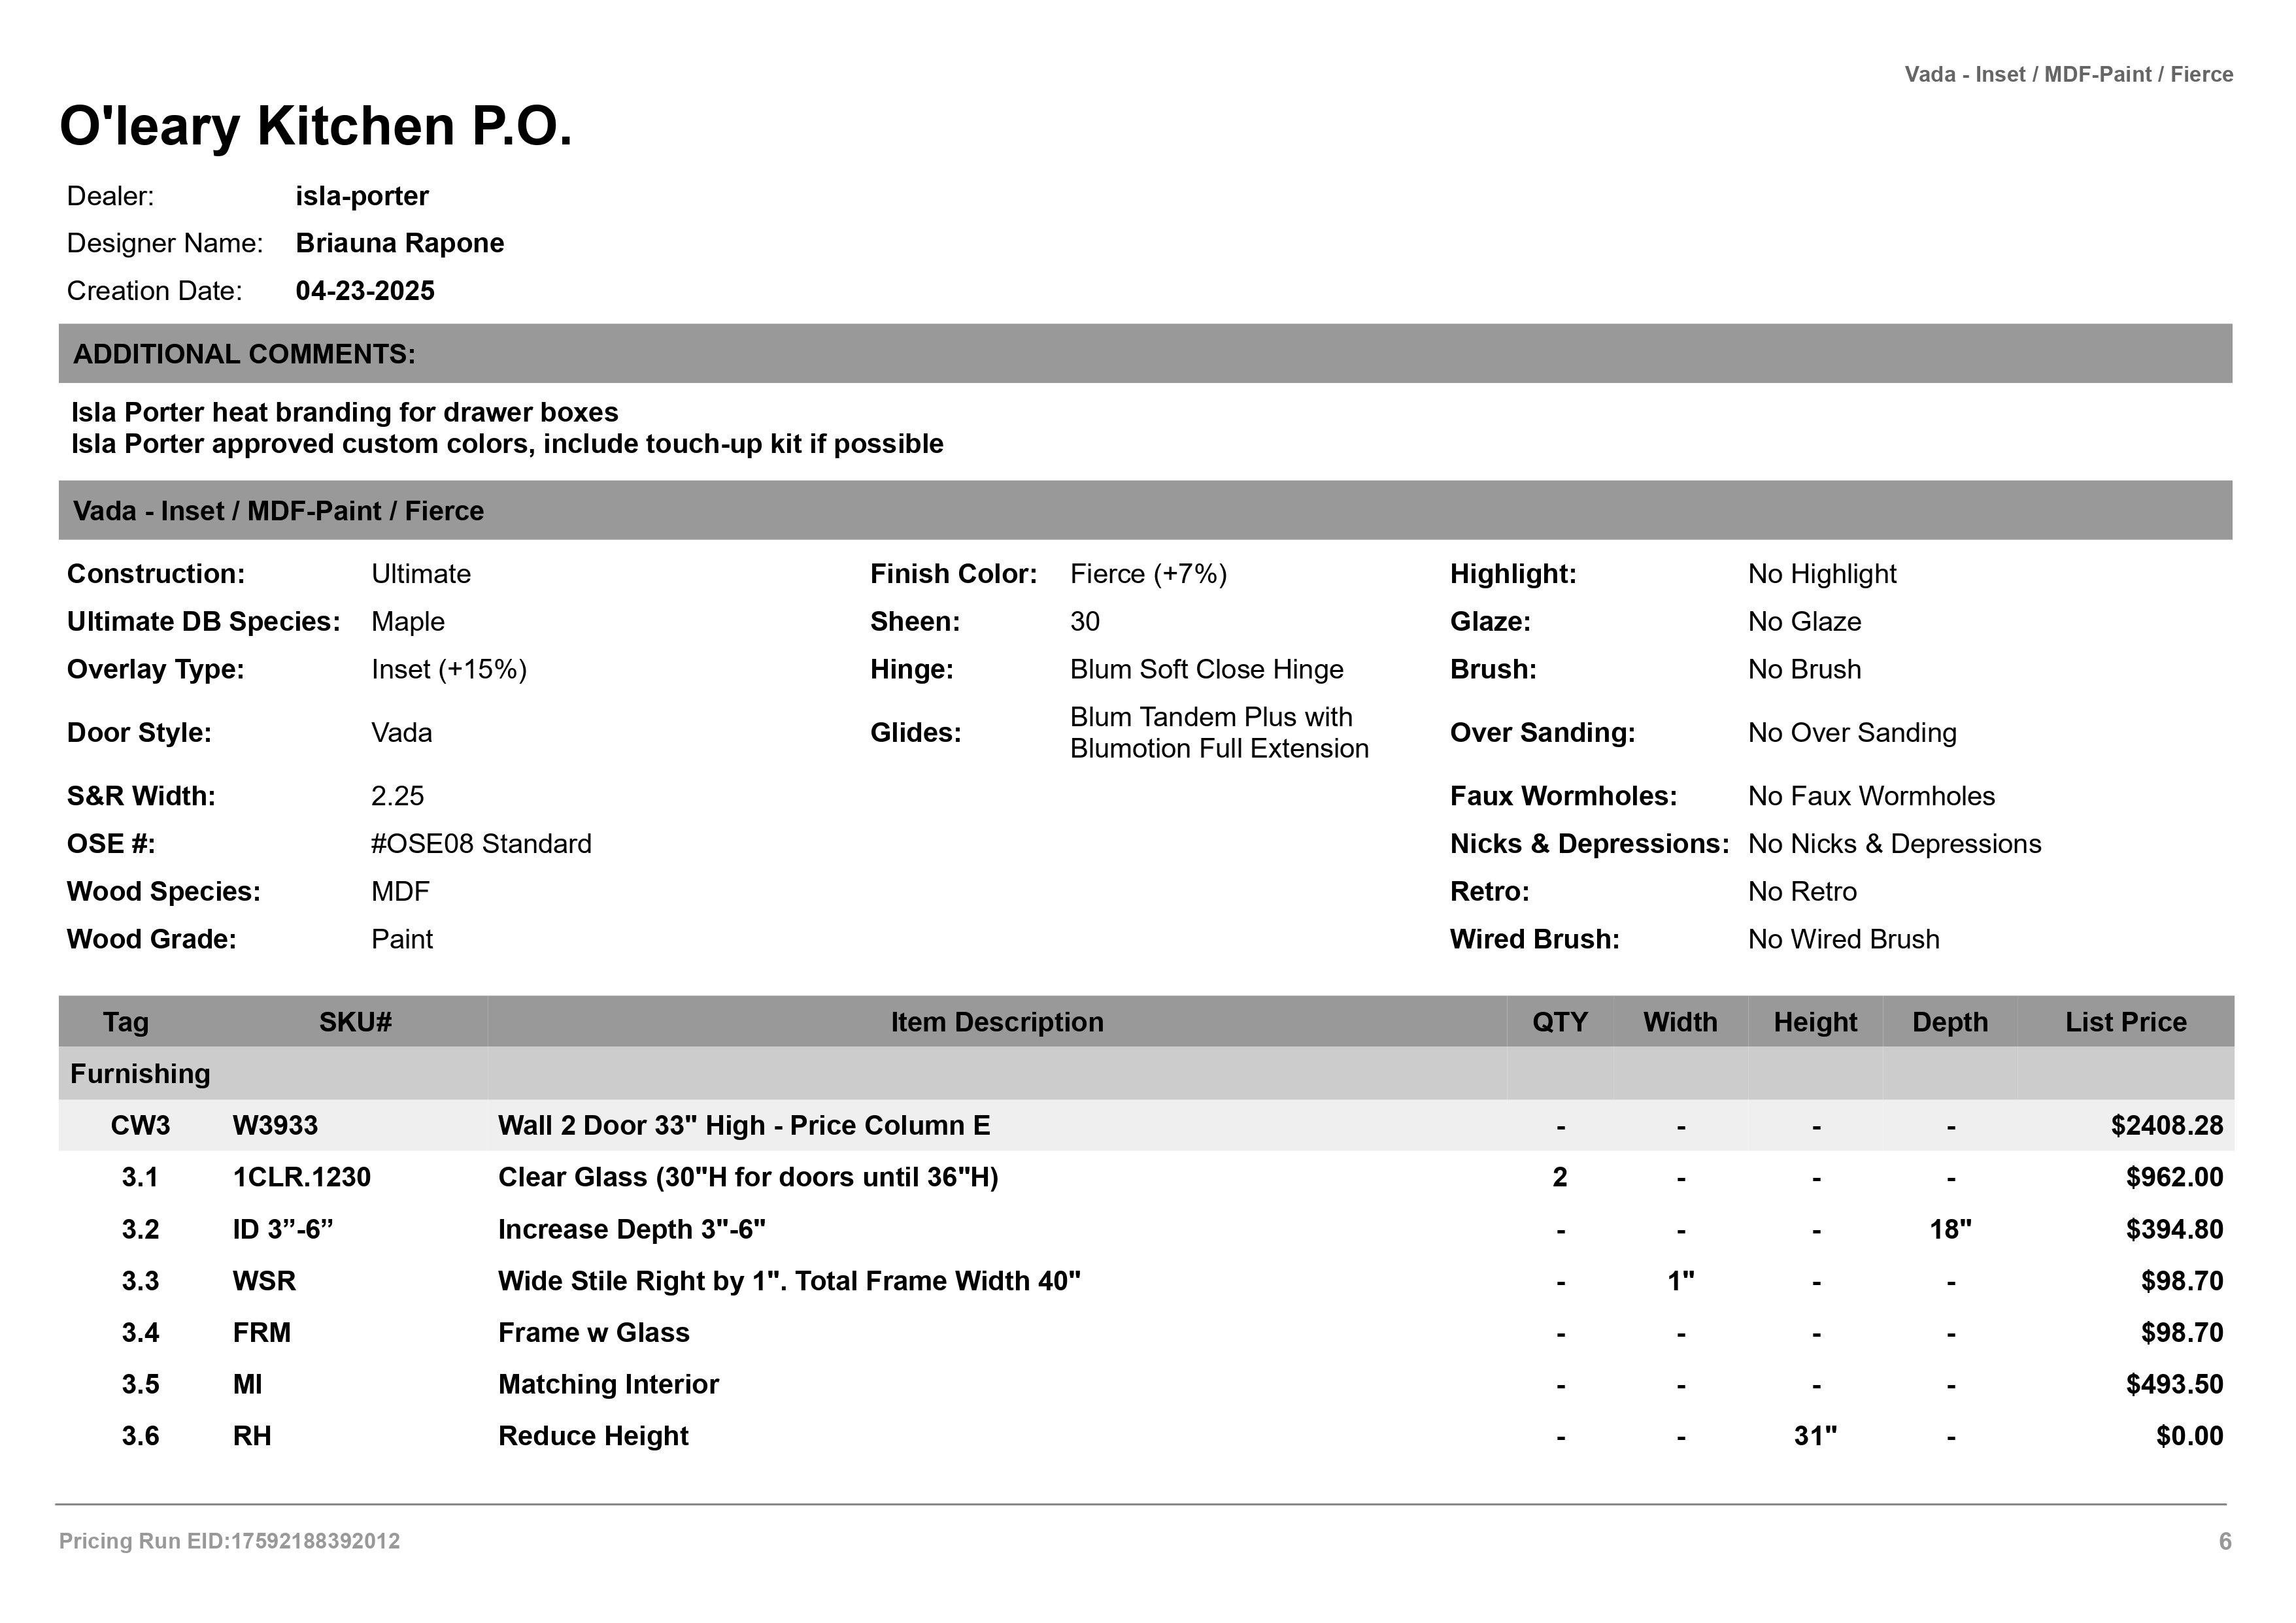 Vada - Inset / MDF-Paint / Fierce
O'leary Kitchen P.O.
Dealer: isla-porter
Designer Name: Briauna Rapone
Creation Date: 04-23-2025
ADDITIONAL COMMENTS:
Isla Porter heat branding for drawer boxes
Isla Porter approved custom colors, include touch-up kit if possible
Vada - Inset / MDF-Paint / Fierce
Construction: Ultimate Finish Color: Fierce (+7%) Highlight: No Highlight
Ultimate DB Species: Maple Sheen: 30 Glaze: No Glaze
Overlay Type: Inset (+15%) Hinge: Blum Soft Close Hinge Brush: No Brush
Door Style: Vada Glides: Blum Tandem Plus with Over Sanding: No Over Sanding
Blumotion Full Extension
S&R Width: 2.25 Faux Wormholes: No Faux Wormholes
OSE #: #OSE08 Standard Nicks & Depressions: No Nicks & Depressions
Wood Species: MDF Retro: No Retro
Wood Grade: Paint Wired Brush: No Wired Brush
Tag SKU# Item Description QTY Width Height Depth List Price
Furnishing
CW3 W3933 Wall 2 Door 33" High - Price Column E - - - - $2408.28
3.1 1CLR.1230 Clear Glass (30"H for doors until 36"H) 2 - - - $962.00
3.2 ID 3”-6” Increase Depth 3"-6" - - - 18" $394.80
3.3 WSR Wide Stile Right by 1". Total Frame Width 40" - 1" - - $98.70
3.4 FRM Frame w Glass - - - - $98.70
3.5 MI Matching Interior - - - - $493.50
3.6 RH Reduce Height - - 31" - $0.00
Pricing Run EID:17592188392012 6